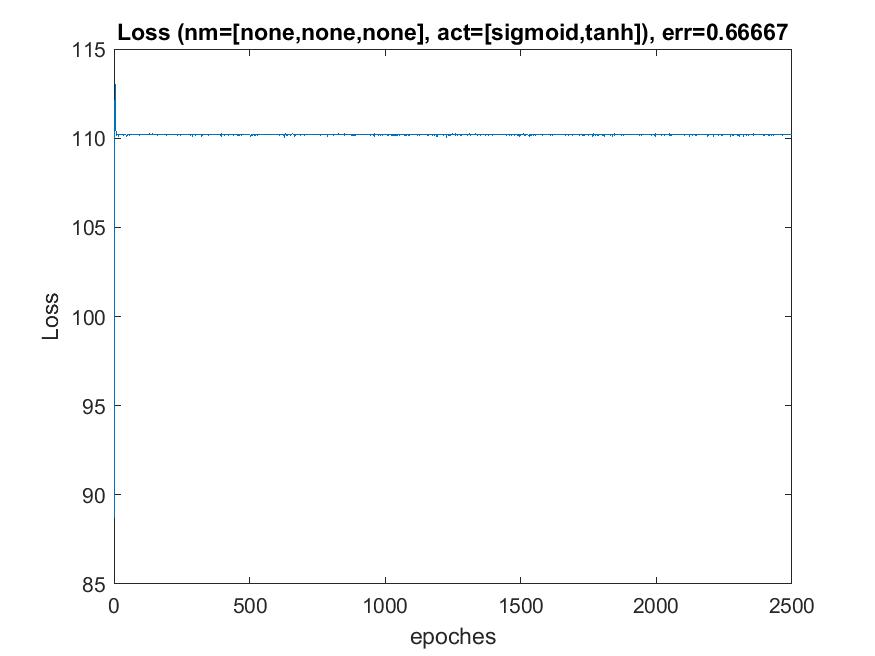 Loss (nm=[none,none,none], act=[sigmoid,tanh]), err=0.66667
115
110
105
100
95
90
85
Loss
0 500 1000 1500 2000 2500
epoches